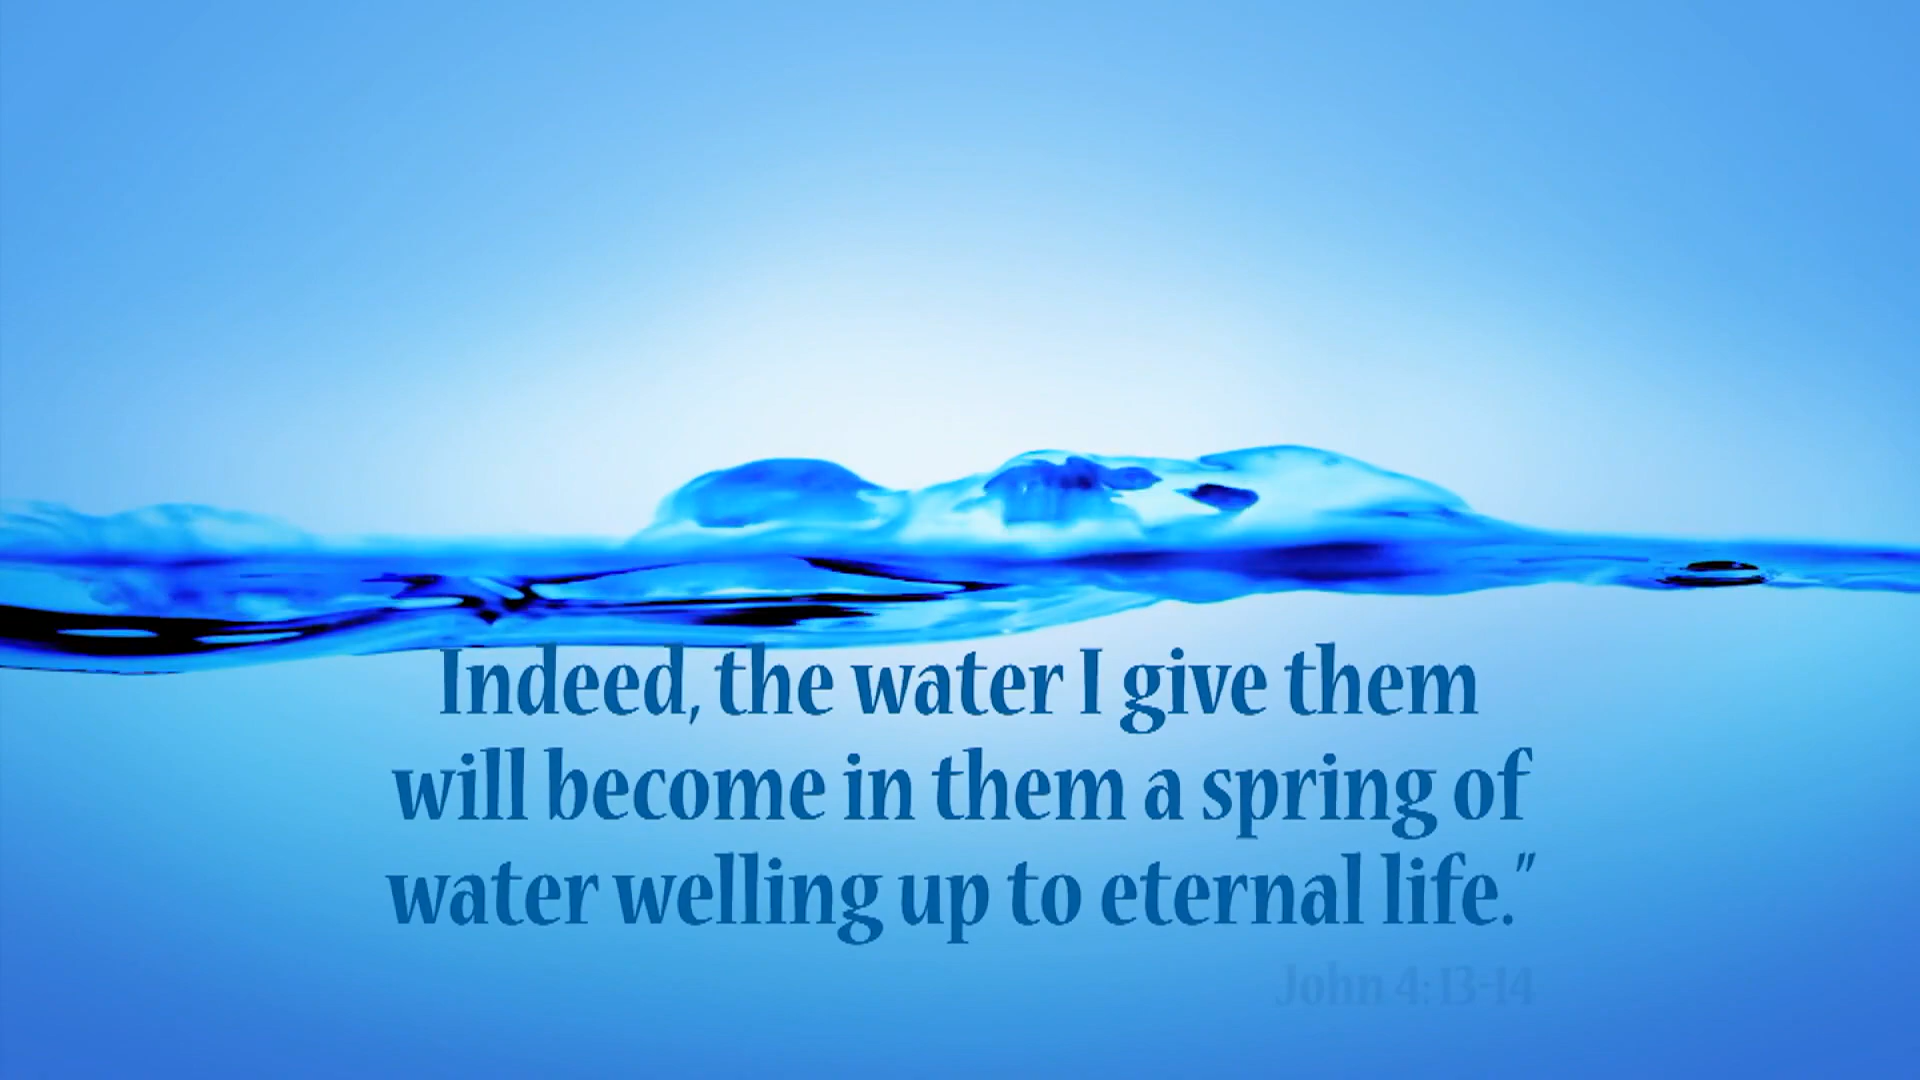 Indeed, the water I give them
will become in them a spring of
water welling up to eternal life.”
John 4:13-14